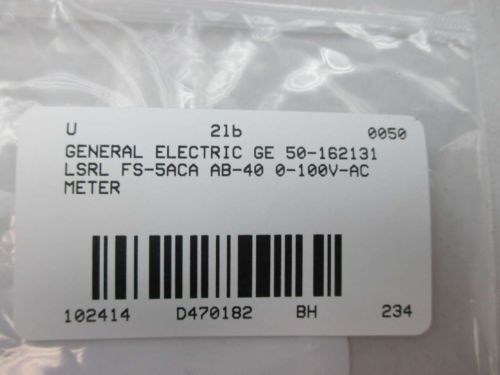 U 2lb 0050
GENERAL ELECTRIC GE 50-162131
LSRL FS-5ACA AB-40 0-100V-AC
METER
102414 D470182 BH 234